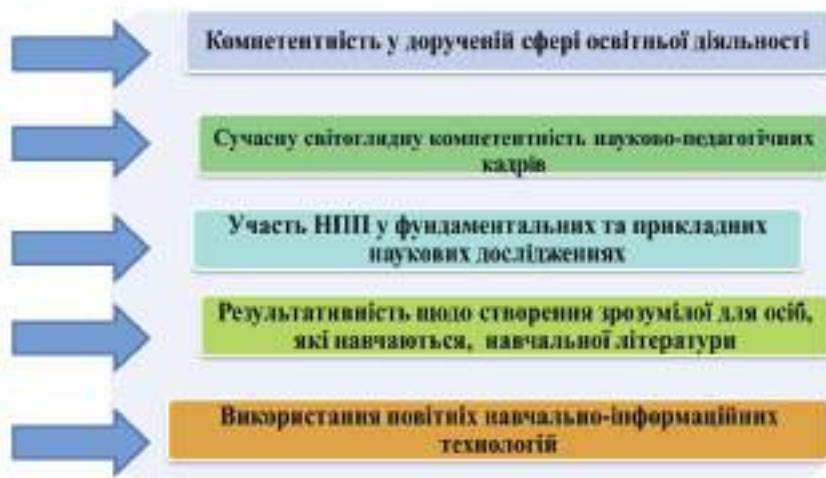 Компетентність у дорученій сфері освітньої діяльності
Сучасну світоглядну компетентність науково-педагогічних
кадрів
Участь НПП у фундаментальних та прикладних
наукових дослідженнях
Результативність щодо створення зрозумілої для осіб,
які навчаються, навчальної літератури
Використання новітніх навчально-інформаційних
технологій